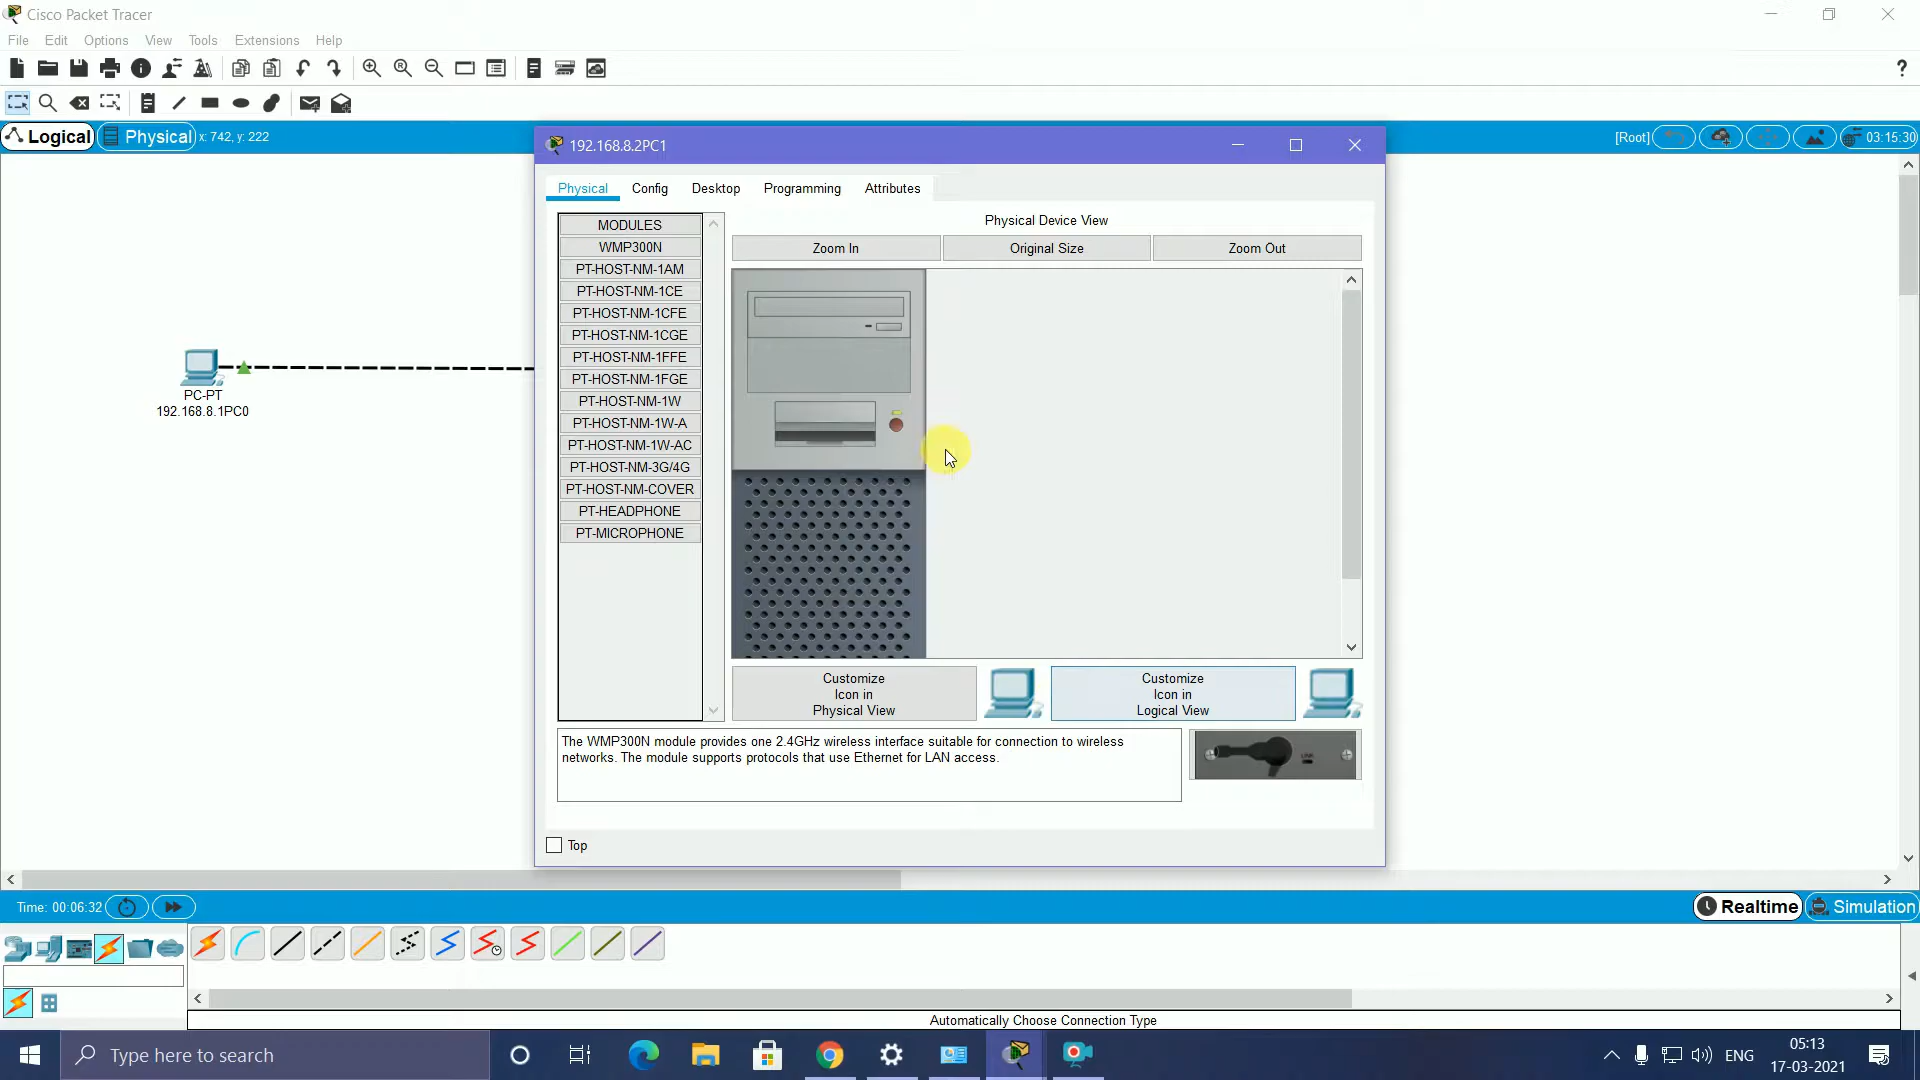 Cisco Packet Tracer
File Edit Options View Tools Extensions Help
?
Logical Physical x: 742, y: 222
[Root] 03:15:30
192.168.8.2PC1
Physical Config Desktop Programming Attributes
MODULES
WMP300N
PT-HOST-NM-1AM
PT-HOST-NM-1CE
PT-HOST-NM-1CFE
PT-HOST-NM-1CGE
PT-HOST-NM-1FFE
PT-HOST-NM-1FGE
PT-HOST-NM-1W
PT-HOST-NM-1W-A
PT-HOST-NM-1W-AC
PT-HOST-NM-3G/4G
PT-HOST-NM-COVER
PT-HEADPHONE
PT-MICROPHONE
Physical Device View
Zoom In Original Size Zoom Out
PC-PT
192.168.8.1PC0
Customize
Icon in
Physical View
Customize
Icon in
Logical View
The WMP300N module provides one 2.4GHz wireless interface suitable for connection to wireless
networks. The module supports protocols that use Ethernet for LAN access.
Top
Time: 00:06:32
Realtime Simulation
Automatically Choose Connection Type
Type here to search
ENG
05:13
17-03-2021